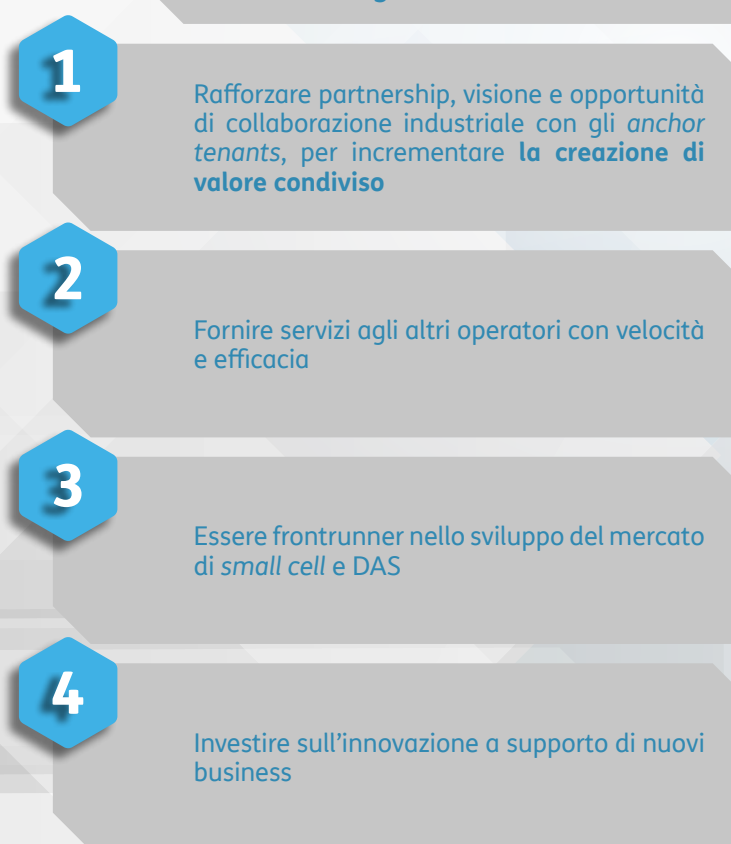 1
Rafforzare partnership, visione e opportunità
di collaborazione industriale con gli anchor
tenants, per incrementare la creazione di
valore condiviso
2
Fornire servizi agli altri operatori con velocità
e efficacia
3
Essere frontrunner nello sviluppo del mercato
di small cell e DAS
4
Investire sull’innovazione a supporto di nuovi
business